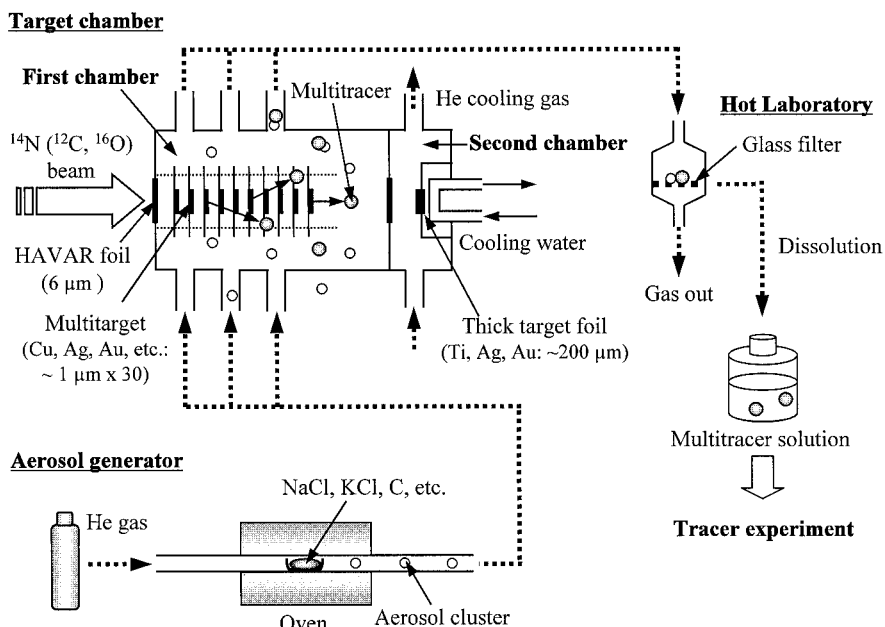 Target chamber
First chamber
Multitracer
He cooling gas
Hot Laboratory
¹⁴N (¹²C, ¹⁶O)
beam
Second chamber
Glass filter
HAVAR foil
(6 μm )
Cooling water
Dissolution
Multitarget
(Cu, Ag, Au, etc.:
~ 1 μm x 30)
Thick target foil
(Ti, Ag, Au: ~200 μm)
Gas out
Multitracer solution
Aerosol generator
NaCl, KCl, C, etc.
He gas
Tracer experiment
Oven
Aerosol cluster